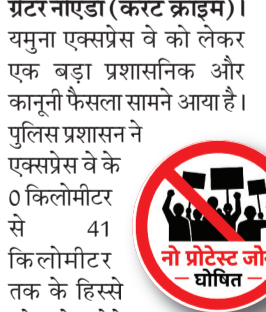 ग्रेटर नोएडा (करंट क्राइम)।
यमुना एक्सप्रेस वे को लेकर
एक बड़ा प्रशासनिक और
कानूनी फैसला सामने आया है।
पुलिस प्रशासन ने
एक्सप्रेस वे के
0 किलोमीटर
से 41
किलोमीटर
तक के हिस्से
नो प्रोटेस्ट जोन
घोषित